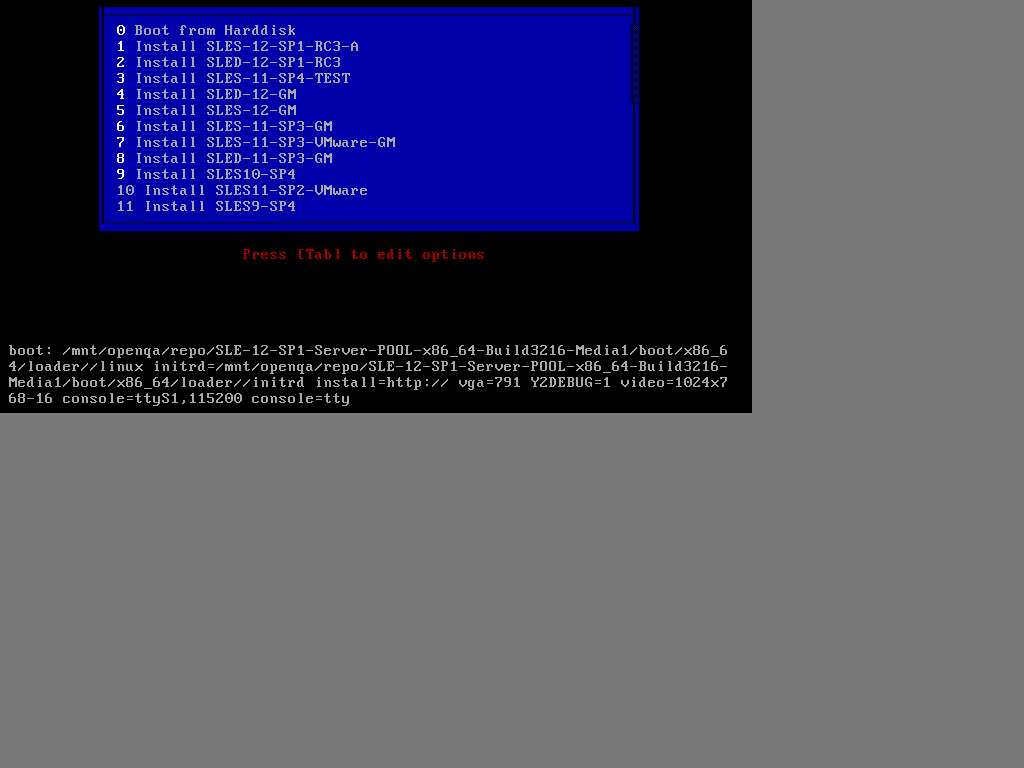 0 Boot from Harddisk
1 Install SLES-12-SP1-RC3-A
2 Install SLED-12-SP1-RC3
3 Install SLES-11-SP4-TEST
4 Install SLED-12-GM
5 Install SLES-12-GM
6 Install SLES-11-SP3-GM
7 Install SLES-11-SP3-VMware-GM
8 Install SLED-11-SP3-GM
9 Install SLES10-SP4
10 Install SLES11-SP2-VMware
11 Install SLES9-SP4
Press [Tab] to edit options
boot: /mnt/openqa/repo/SLE-12-SP1-Server-POOL-x86_64-Build3216-Media1/boot/x86_6
4/loader//linux initrd=/mnt/openqa/repo/SLE-12-SP1-Server-POOL-x86_64-Build3216-
Media1/boot/x86_64/loader//initrd install=http:// vga=791 Y2DEBUG=1 video=1024x7
68-16 console=ttyS1,115200 console=tty